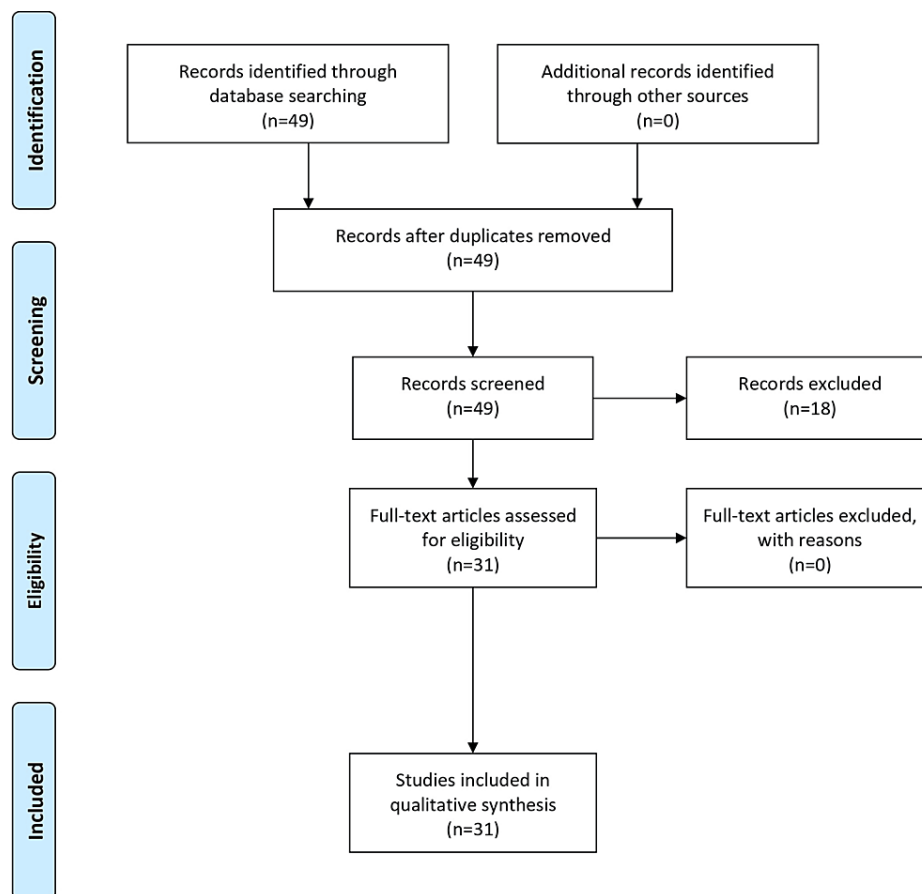 Identification
Records identified through
database searching
(n=49)
Additional records identified
through other sources
(n=0)
Records after duplicates removed
(n=49)
Screening
Records screened
(n=49)
Records excluded
(n=18)
Eligibility
Full-text articles assessed
for eligibility
(n=31)
Full-text articles excluded,
with reasons
(n=0)
Included
Studies included in
qualitative synthesis
(n=31)